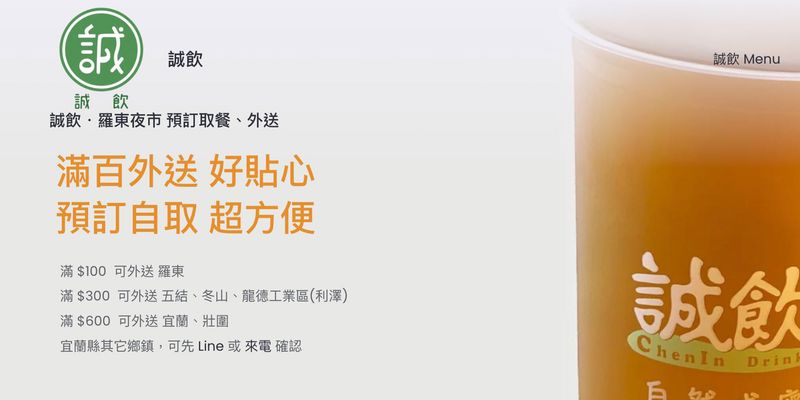 誠
誠飲
誠飲
誠飲 Menu
誠飲．羅東夜市 預訂取餐、外送
滿百外送 好貼心
預訂自取 超方便
滿 $100 可外送 羅東
滿 $300 可外送 五結、冬山、龍德工業區(利澤)
滿 $600 可外送 宜蘭、壯圍
宜蘭縣其它鄉鎮，可先 Line 或 來電 確認
誠飲
ChenIn Drink
自然